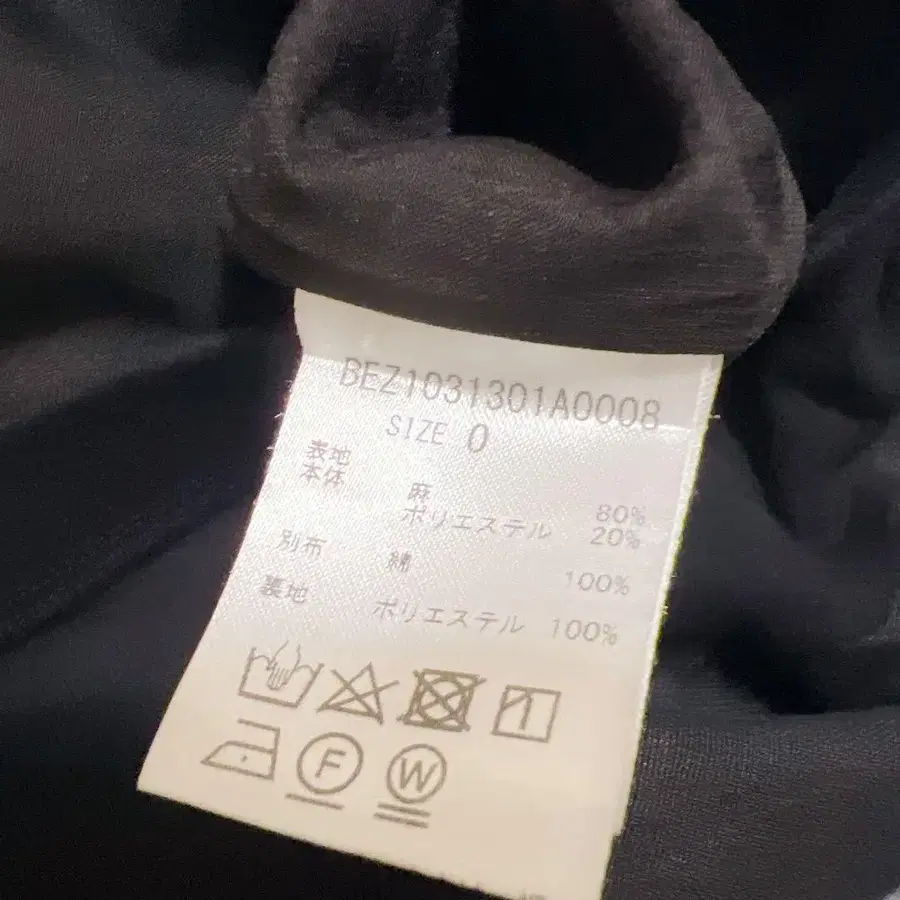 BEZ1031301A0008
SIZE 0
表地
本体 麻 80%
ポリエステル 20%
別布 綿 100%
裏地 ポリエステル 100%
F
W